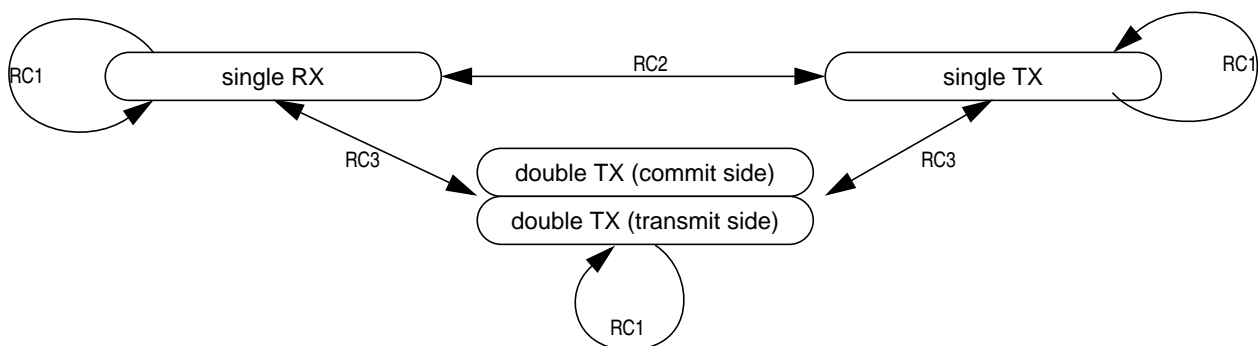 RC2
RC1
single RX
single TX
RC1
RC3
RC3
double TX (commit side)
double TX (transmit side)
RC1